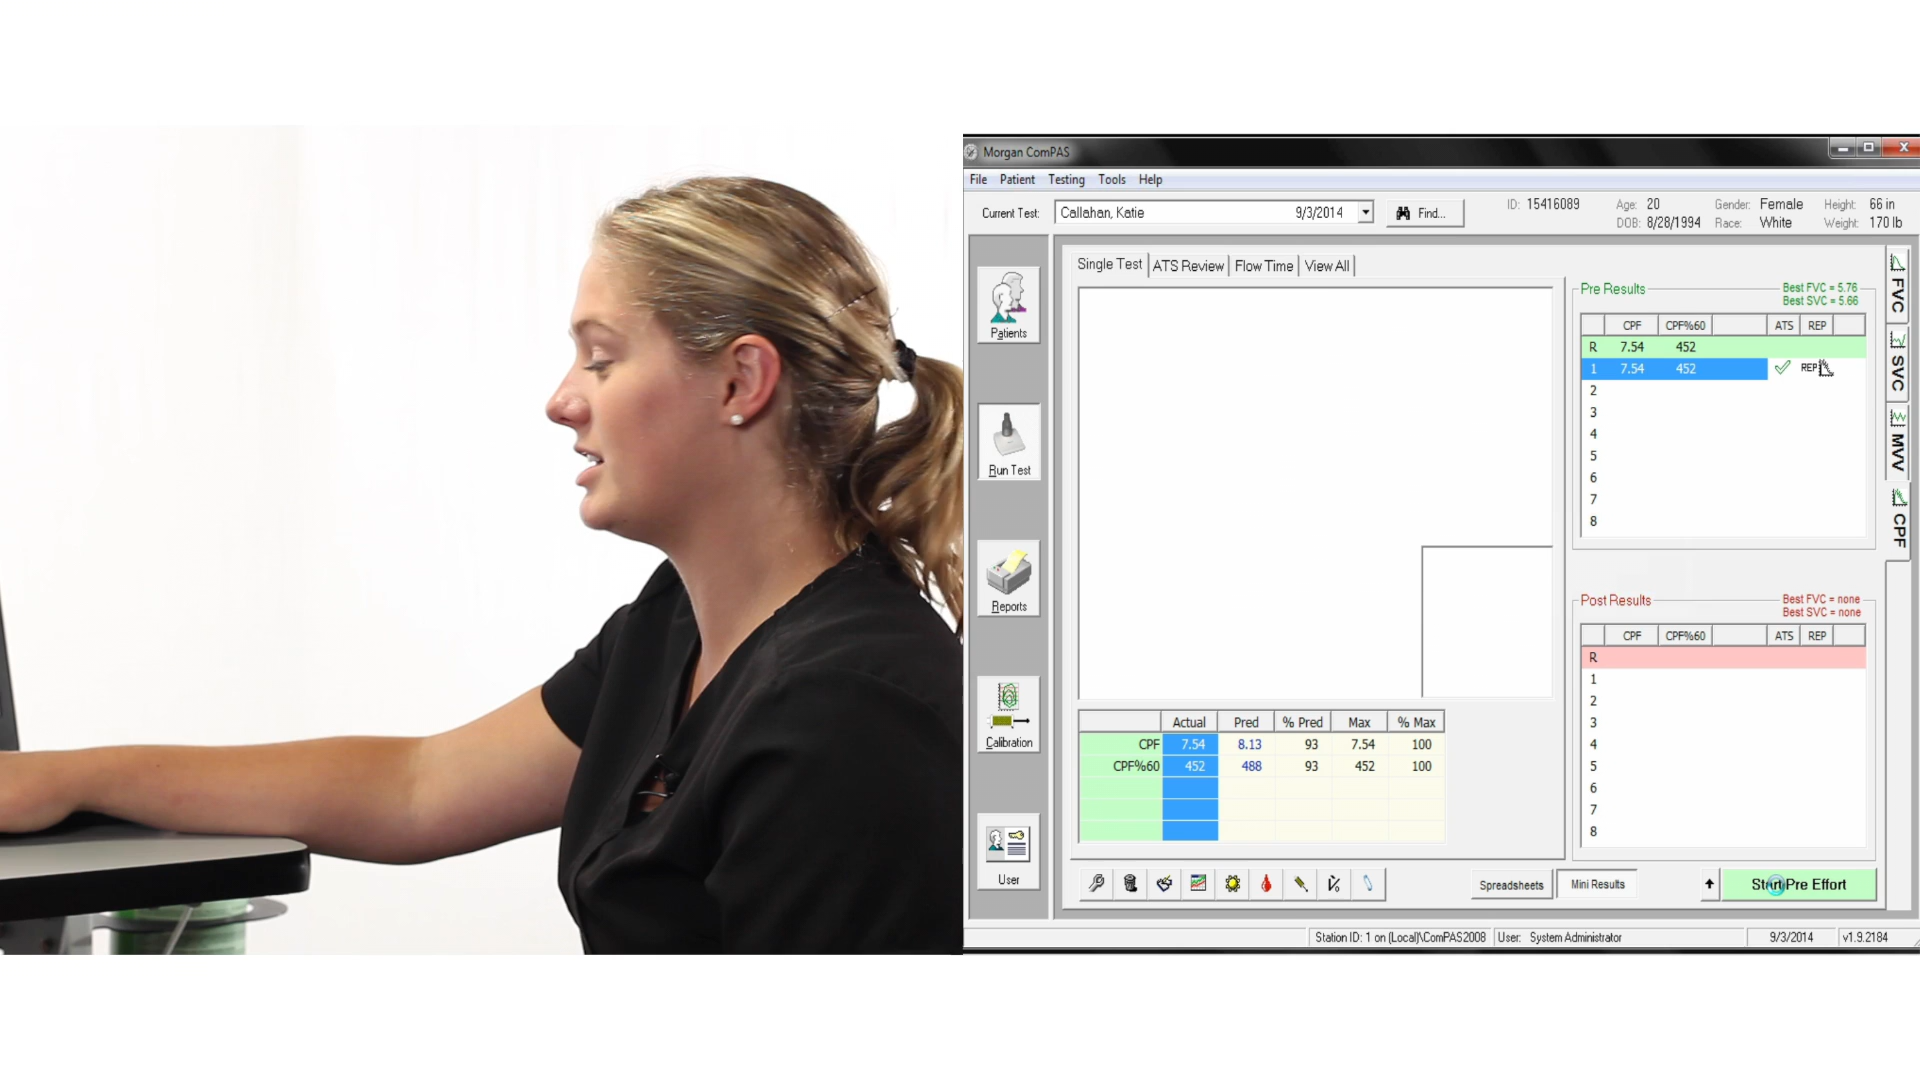 Morgan ComPAS
File Patient Testing Tools Help
Current Test: Callahan, Katie 9/3/2014 Find...
ID: 15416089 Age: 20 Gender: Female Height: 66 in
DOB: 8/28/1994 Race: White Weight: 170 lb
Patients
Run Test
Reports
Calibration
User
Single Test ATS Review Flow Time View All
Actual Pred % Pred Max % Max
CPF 7.54 8.13 93 7.54 100
CPF%60 452 488 93 452 100
Pre Results Best FVC = 5.76
Best SVC = 5.66
CPF CPF%60 ATS REP
R 7.54 452
1 7.54 452 REP
2
3
4
5
6
7
8
Post Results Best FVC = none
Best SVC = none
CPF CPF%60 ATS REP
R
1
2
3
4
5
6
7
8
FVC
SVC
MVV
CPF
Spreadsheets Mini Results Start Pre Effort
Station ID: 1 on (Local)\ComPAS2008 User: System Administrator 9/3/2014 v1.9.2184